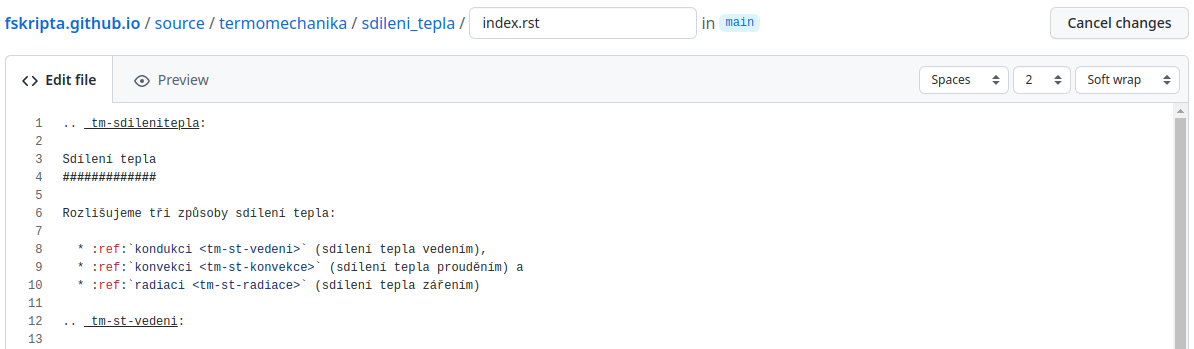 fskripta.github.io / source / termomechanika / sdileni_tepla / index.rst in main Cancel changes
<> Edit file Preview Spaces 2 Soft wrap
1 .. _tm-sdilenitepla:
2
3 Sdílení tepla
4 #############
5
6 Rozlišujeme tři způsoby sdílení tepla:
7
8 * :ref:`kondukci <tm-st-vedeni>` (sdílení tepla vedením),
9 * :ref:`konvekci <tm-st-konvekce>` (sdílení tepla prouděním) a
10 * :ref:`radiaci <tm-st-radiace>` (sdílení tepla zářením)
11
12 .. _tm-st-vedeni:
13